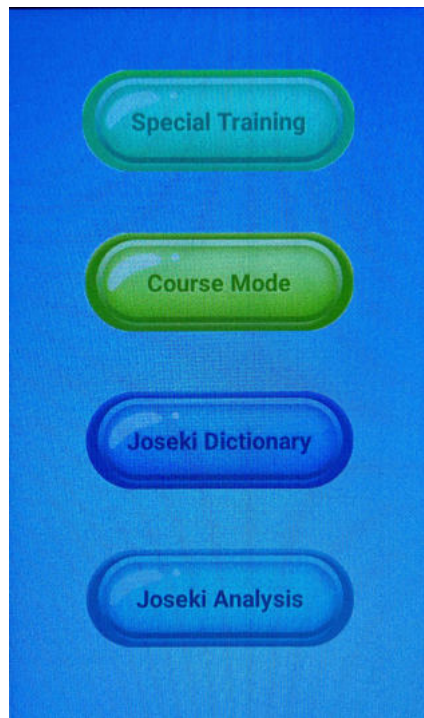 Special Training
Course Mode
Joseki Dictionary
Joseki Analysis